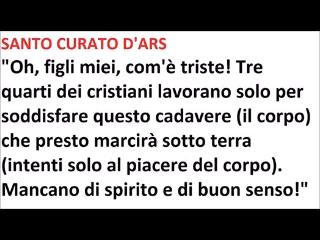 SANTO CURATO D'ARS
"Oh, figli miei, com'è triste! Tre
quarti dei cristiani lavorano solo per
soddisfare questo cadavere (il corpo)
che presto marcirà sotto terra
(intenti solo al piacere del corpo).
Mancano di spirito e di buon senso!"